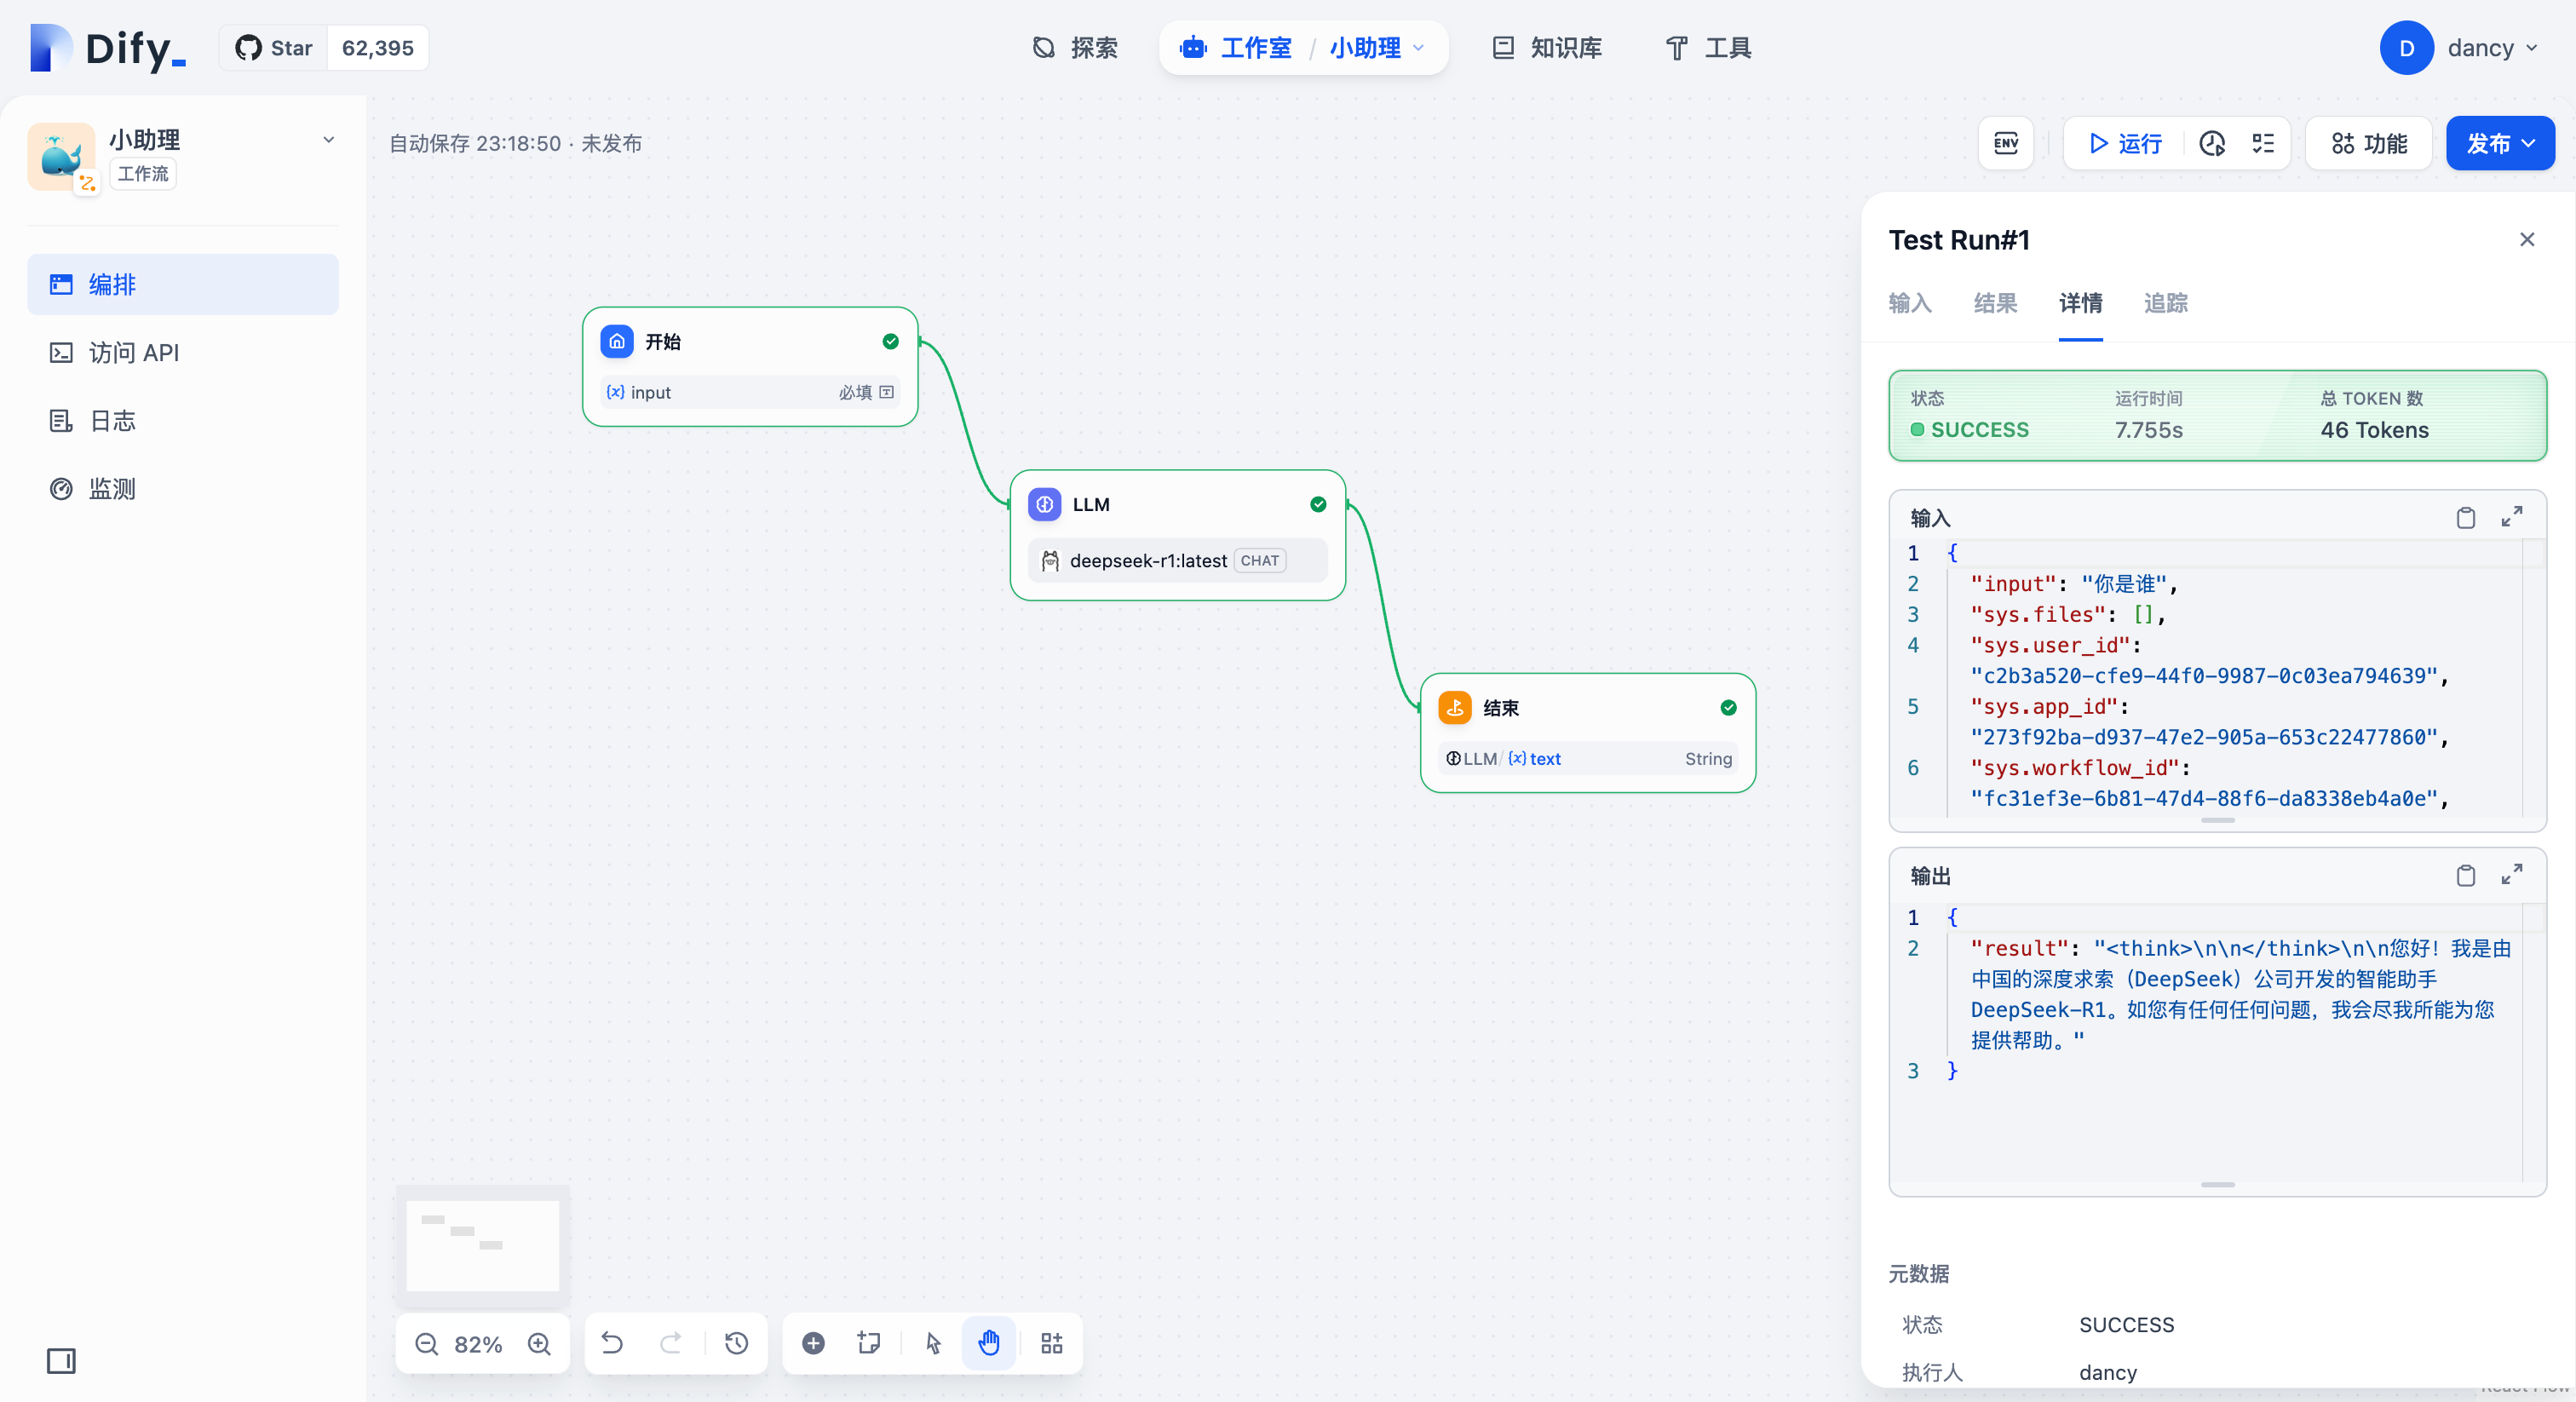 Dify_
Star 62,395
探索
工作室 / 小助理
知识库
工具
D dancy
小助理
工作流
编排
访问 API
日志
监测
自动保存 23:18:50 · 未发布
ENV
运行
功能
发布
开始
{x} input 必填
LLM
deepseek-r1:latest CHAT
结束
LLM / {x} text String
82%
Test Run#1
输入 结果 详情 追踪
状态 运行时间 总 TOKEN 数
SUCCESS 7.755s 46 Tokens
输入
1 {
2 "input": "你是谁",
3 "sys.files": [],
4 "sys.user_id":
"c2b3a520-cfe9-44f0-9987-0c03ea794639",
5 "sys.app_id":
"273f92ba-d937-47e2-905a-653c22477860",
6 "sys.workflow_id":
"fc31ef3e-6b81-47d4-88f6-da8338eb4a0e",
输出
1 {
2 "result": "<think>\n\n</think>\n\n您好！我是由
中国的深度求索（DeepSeek）公司开发的智能助手
DeepSeek-R1。如您有任何任何问题，我会尽我所能为您
提供帮助。"
3 }
元数据
状态 SUCCESS
执行人 dancy
React Flow